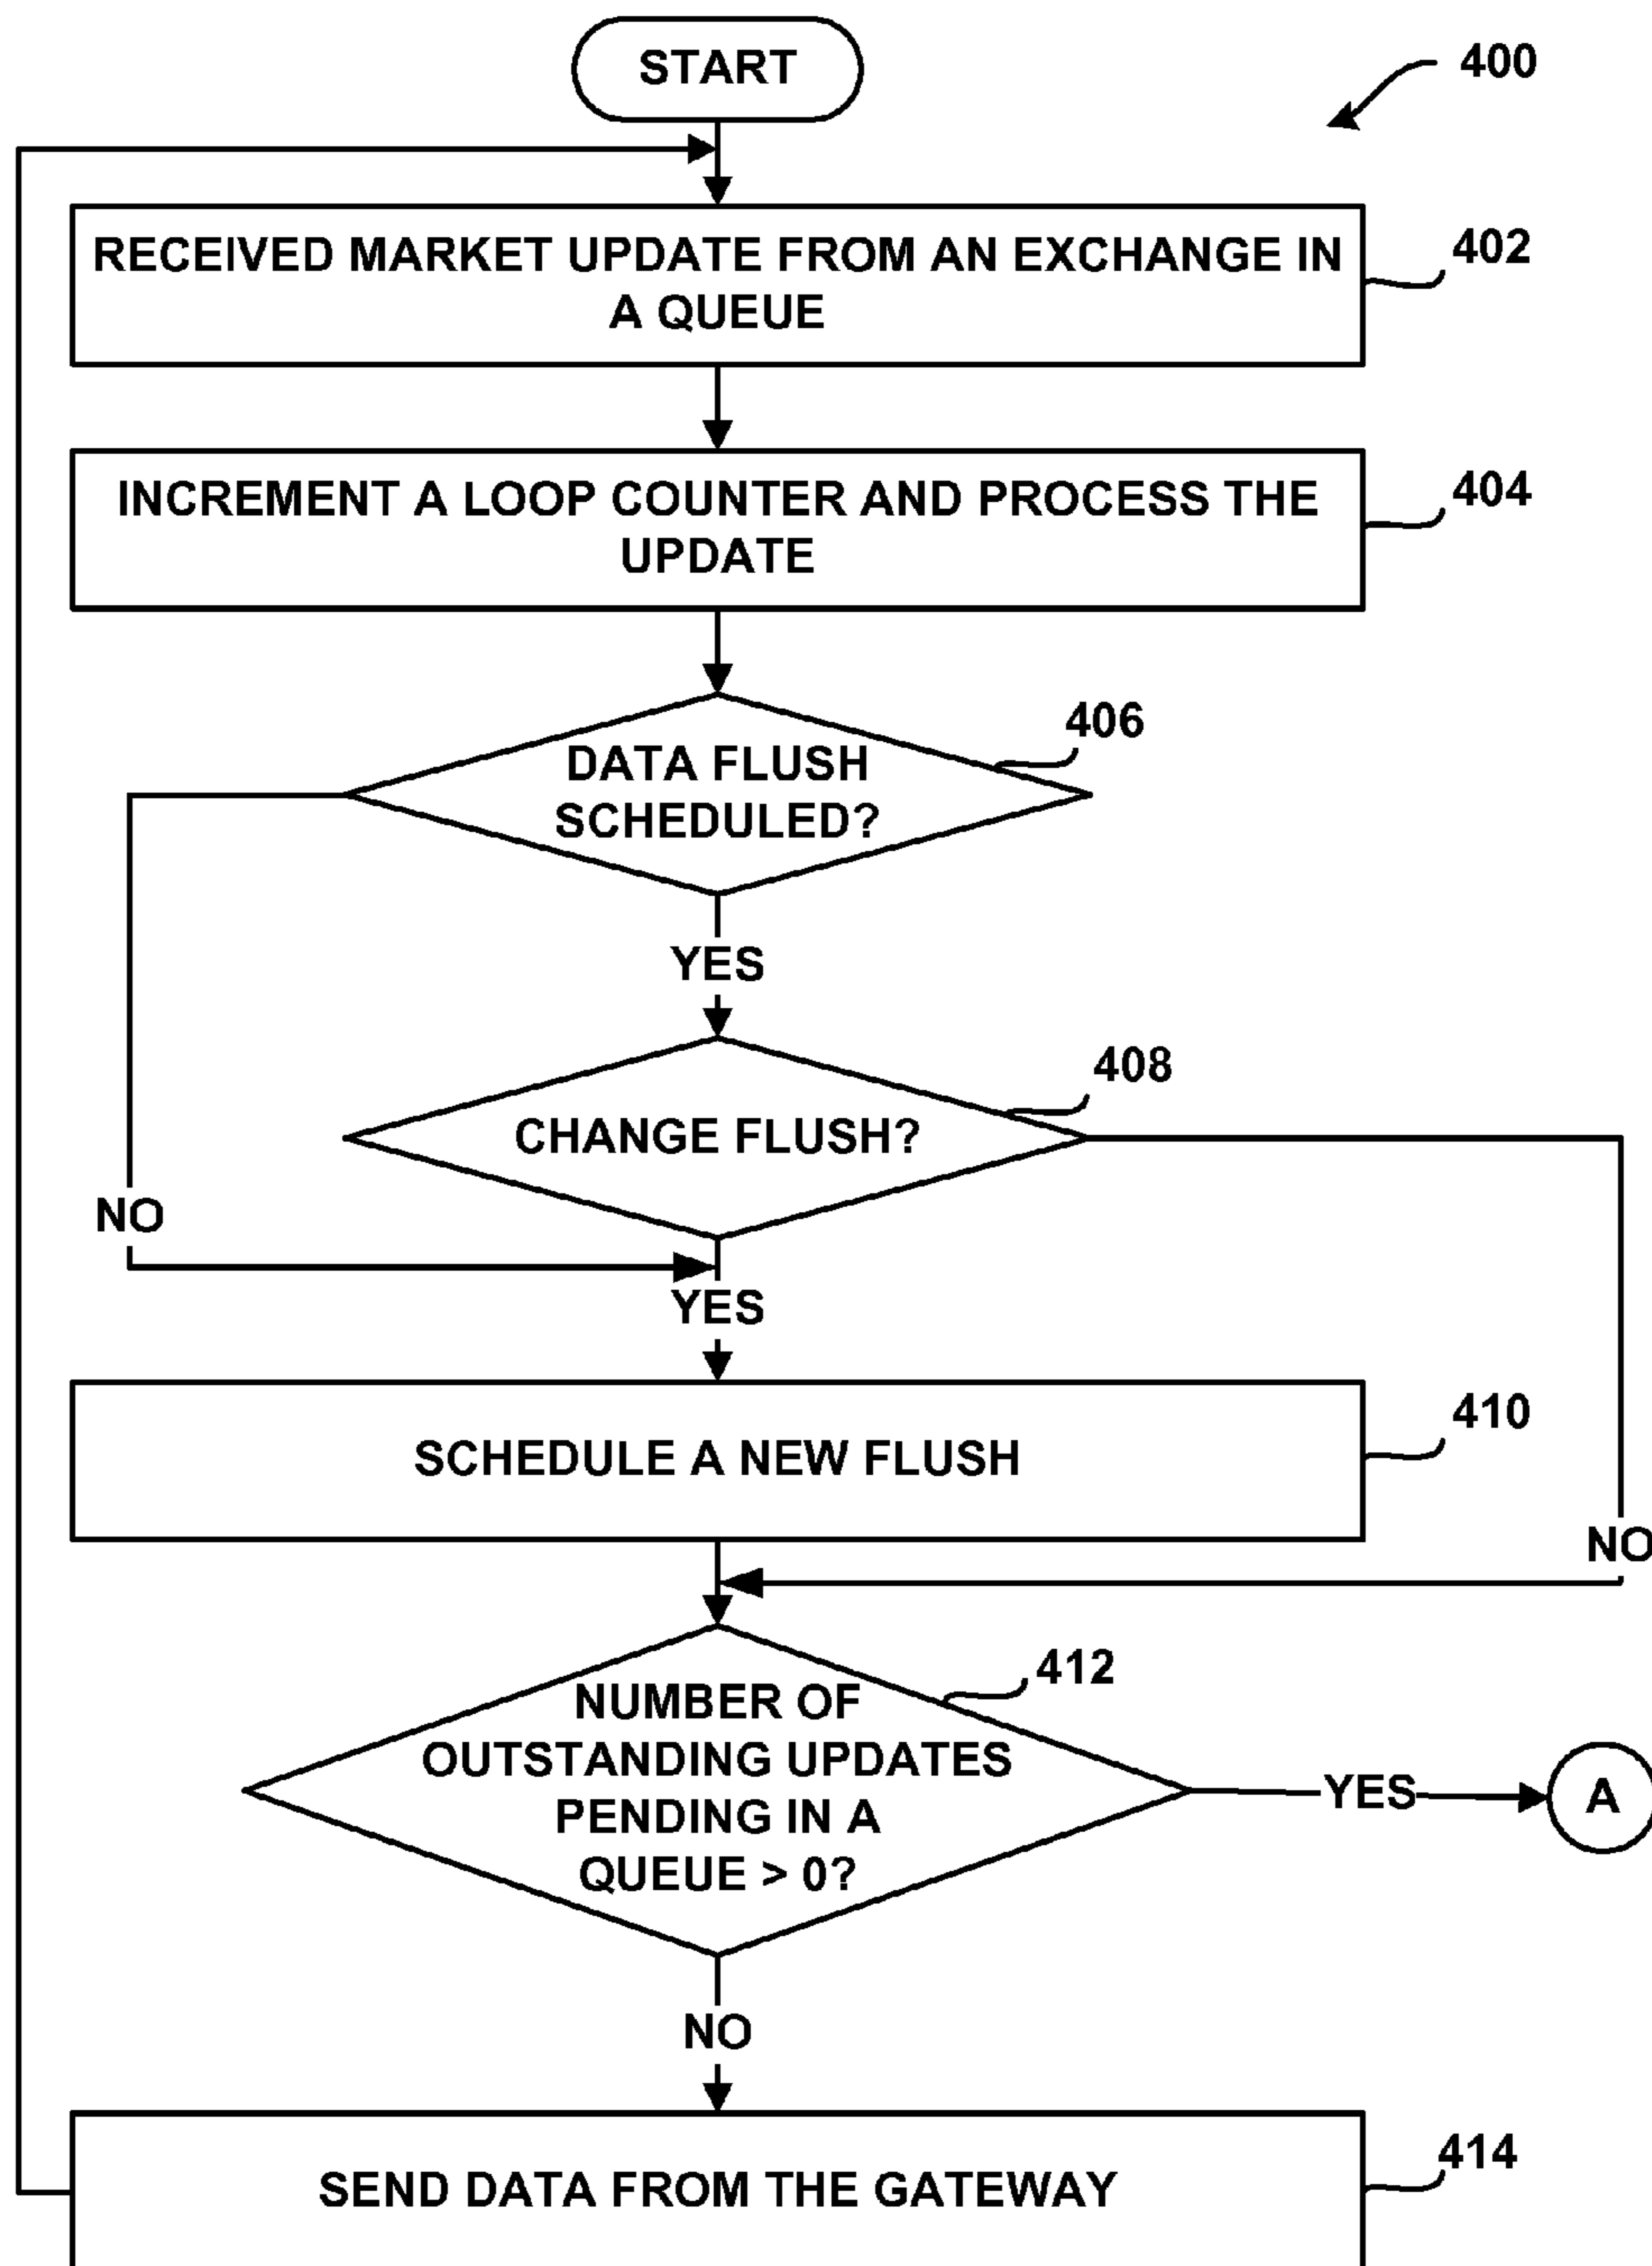 START
400
RECEIVED MARKET UPDATE FROM AN EXCHANGE IN
A QUEUE
402
INCREMENT A LOOP COUNTER AND PROCESS THE
UPDATE
404
DATA FLUSH
SCHEDULED?
406
YES
CHANGE FLUSH?
408
NO
YES
SCHEDULE A NEW FLUSH
410
NO
NUMBER OF
OUTSTANDING UPDATES
PENDING IN A
QUEUE > 0?
412
YES
A
NO
SEND DATA FROM THE GATEWAY
414